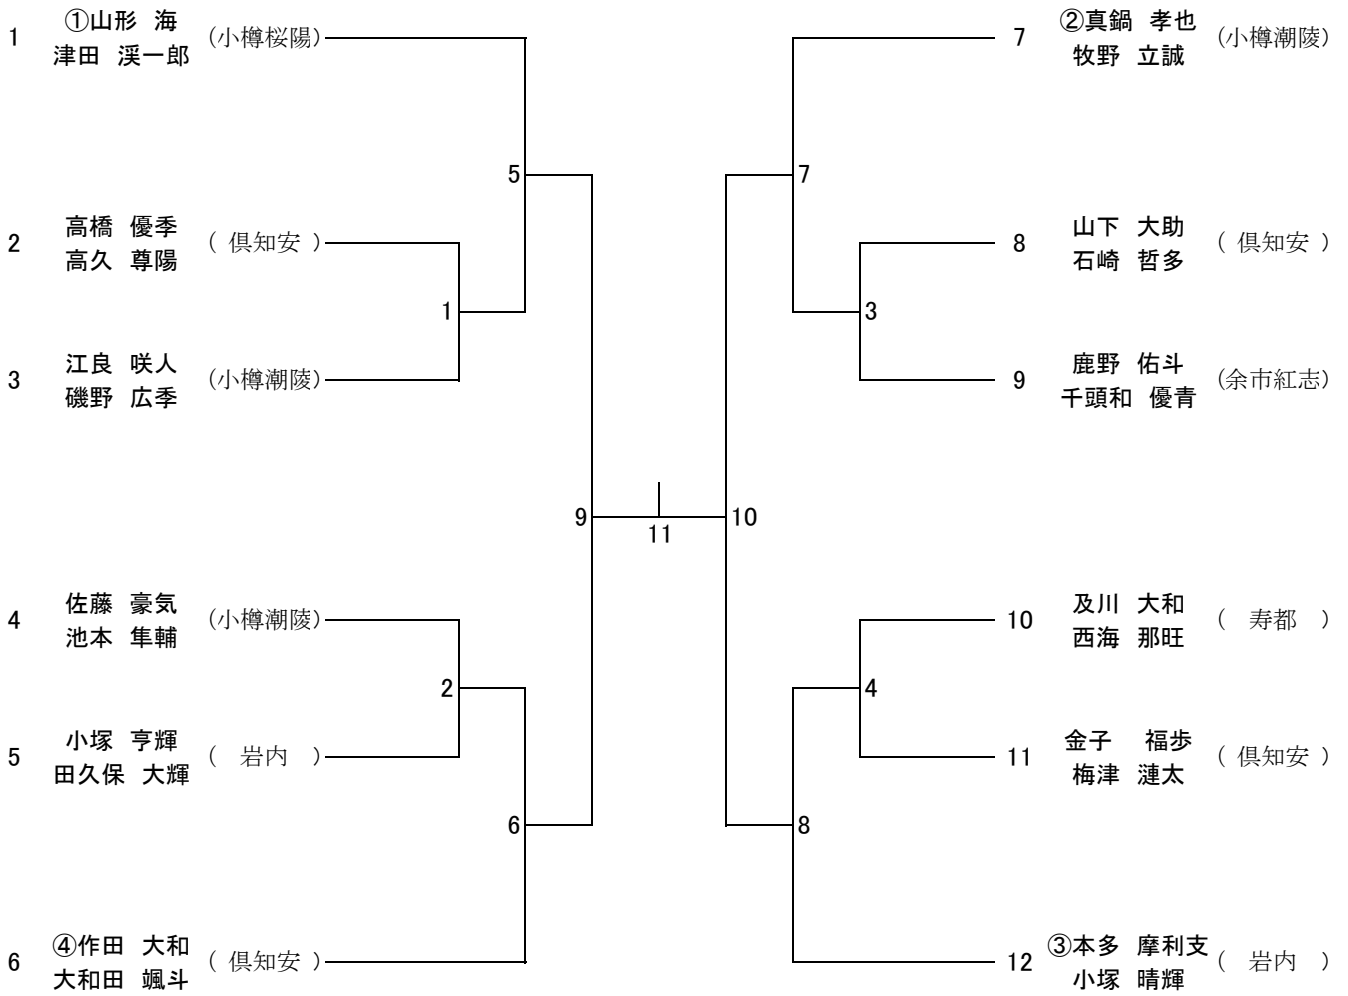 1 ①山形 海 (小樽桜陽)
津田 渓一郎
5
2 高橋 優季 ( 倶知安 )
高久 尊陽
1
3 江良 咲人 (小樽潮陵)
磯野 広季
9
4 佐藤 豪気 (小樽潮陵)
池本 隼輔
2
5 小塚 亨輝 ( 岩内 )
田久保 大輝
6
6 ④作田 大和 ( 倶知安 )
大和田 颯斗
11
7 ②真鍋 孝也 (小樽潮陵)
牧野 立誠
7
8 山下 大助 ( 倶知安 )
石崎 哲多
3
9 鹿野 佑斗 (余市紅志)
千頭和 優青
10
10 及川 大和 ( 寿都 )
西海 那旺
4
11 金子 福歩 ( 倶知安 )
梅津 漣太
8
12 ③本多 摩利支 ( 岩内 )
小塚 晴輝